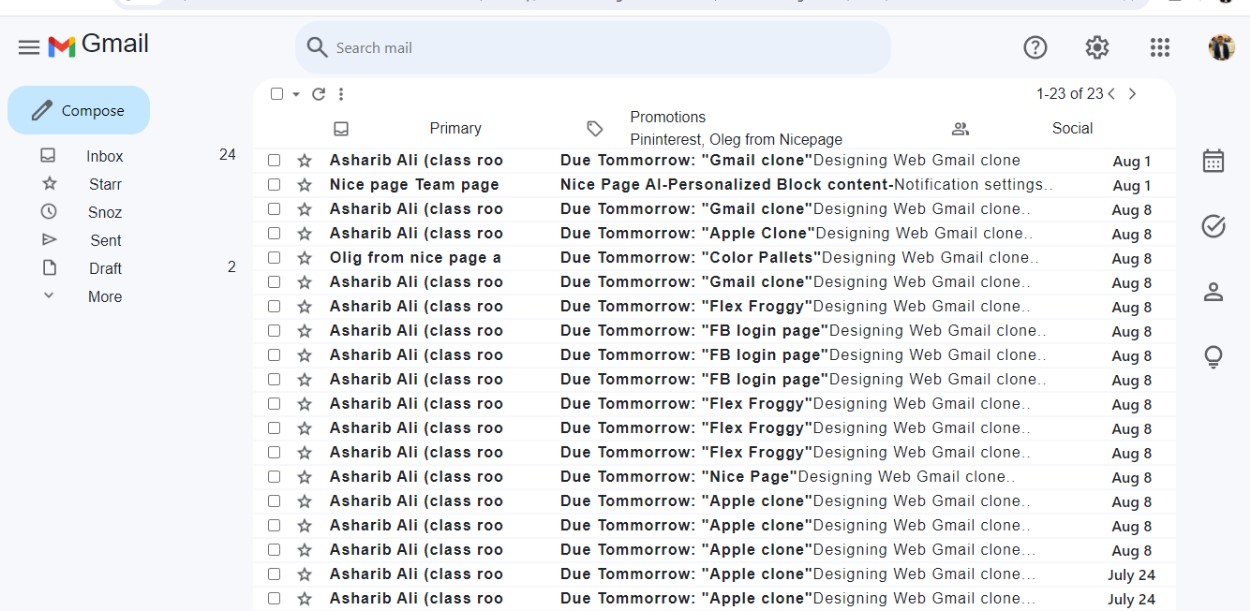 Gmail
Search mail
Compose
Inbox 24
Starr
Snoz
Sent
Draft 2
More
1-23 of 23
Primary
Promotions
Pininterest, Oleg from Nicepage
Social
Asharib Ali (class roo Due Tommorrow: "Gmail clone"Designing Web Gmail clone Aug 1
Nice page Team page Nice Page AI-Personalized Block content-Notification settings.. Aug 1
Asharib Ali (class roo Due Tommorrow: "Gmail clone"Designing Web Gmail clone.. Aug 8
Asharib Ali (class roo Due Tommorrow: "Apple Clone"Designing Web Gmail clone.. Aug 8
Olig from nice page a Due Tommorrow: "Color Pallets"Designing Web Gmail clone.. Aug 8
Asharib Ali (class roo Due Tommorrow: "Gmail clone"Designing Web Gmail clone.. Aug 8
Asharib Ali (class roo Due Tommorrow: "Flex Froggy"Designing Web Gmail clone.. Aug 8
Asharib Ali (class roo Due Tommorrow: "FB login page"Designing Web Gmail clone.. Aug 8
Asharib Ali (class roo Due Tommorrow: "FB login page"Designing Web Gmail clone.. Aug 8
Asharib Ali (class roo Due Tommorrow: "FB login page"Designing Web Gmail clone.. Aug 8
Asharib Ali (class roo Due Tommorrow: "Flex Froggy"Designing Web Gmail clone.. Aug 8
Asharib Ali (class roo Due Tommorrow: "Flex Froggy"Designing Web Gmail clone.. Aug 8
Asharib Ali (class roo Due Tommorrow: "Flex Froggy"Designing Web Gmail clone.. Aug 8
Asharib Ali (class roo Due Tommorrow: "Nice Page"Designing Web Gmail clone.. Aug 8
Asharib Ali (class roo Due Tommorrow: "Apple clone"Designing Web Gmail clone.. Aug 8
Asharib Ali (class roo Due Tommorrow: "Apple clone"Designing Web Gmail clone.. Aug 8
Asharib Ali (class roo Due Tommorrow: "Apple clone"Designing Web Gmail clone... Aug 8
Asharib Ali (class roo Due Tommorrow: "Apple clone"Designing Web Gmail clone... July 24
Asharib Ali (class roo Due Tommorrow: "Apple clone"Designing Web Gmail clone... July 24